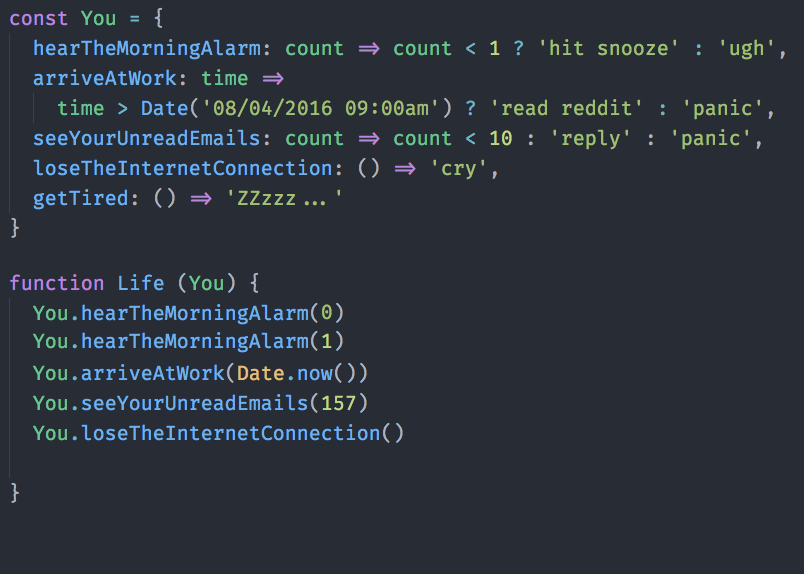 const You = {
  hearTheMorningAlarm: count => count < 1 ? 'hit snooze' : 'ugh',
  arriveAtWork: time =>
    time > Date('08/04/2016 09:00am') ? 'read reddit' : 'panic',
  seeYourUnreadEmails: count => count < 10 : 'reply' : 'panic',
  loseTheInternetConnection: () => 'cry',
  getTired: () => 'ZZzzz...'
}
function Life (You) {
  You.hearTheMorningAlarm(0)
  You.hearTheMorningAlarm(1)
  You.arriveAtWork(Date.now())
  You.seeYourUnreadEmails(157)
  You.loseTheInternetConnection()
}